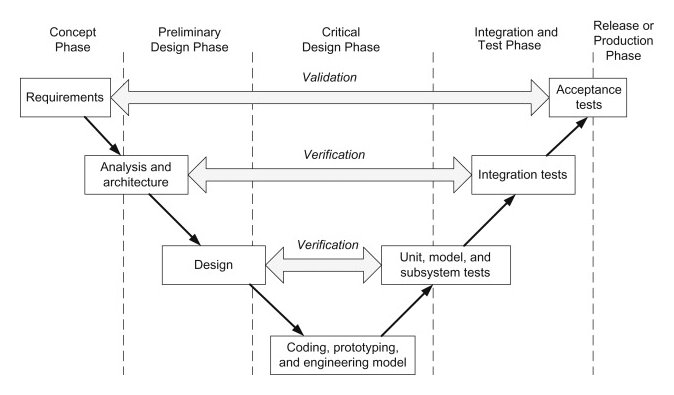 Concept
Phase
Preliminary
Design Phase
Critical
Design Phase
Integration and
Test Phase
Release or
Production
Phase
Validation
Requirements
Acceptance
tests
Verification
Analysis and
architecture
Integration tests
Verification
Design
Unit, model, and
subsystem tests
Coding, prototyping,
and engineering model